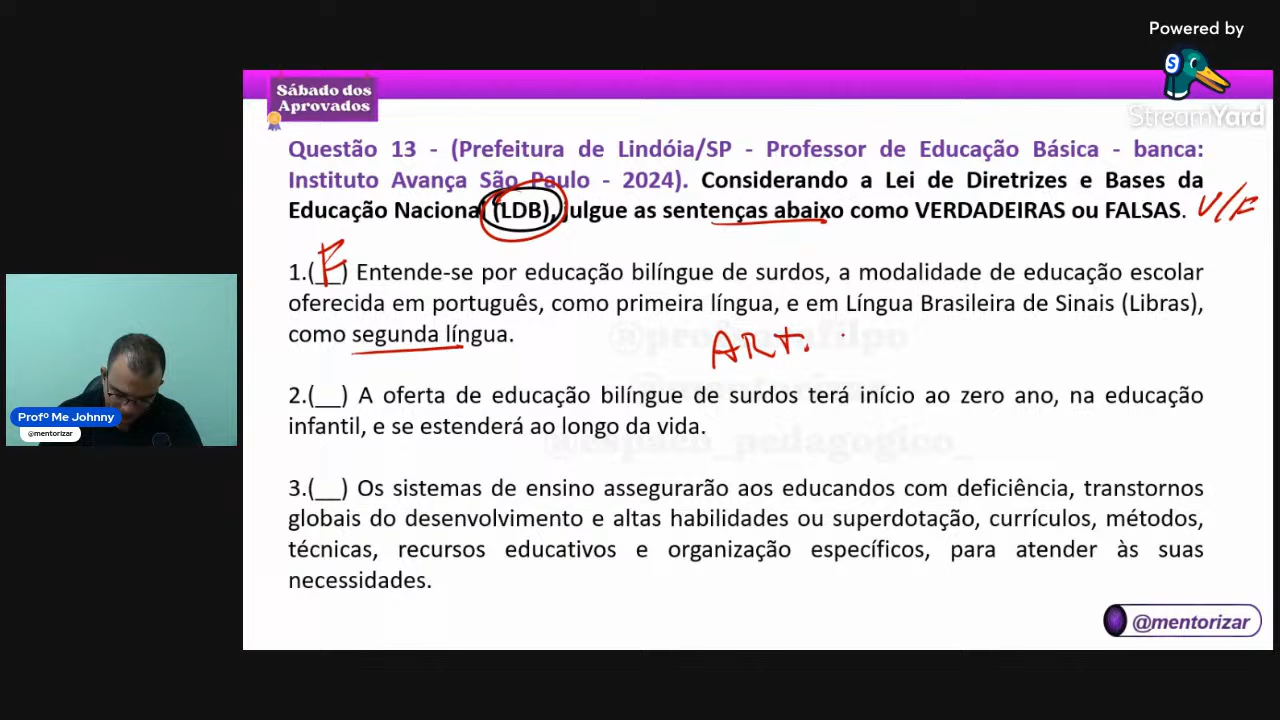 Powered by
StreamYard
Sábado dos
Aprovados
Questão 13 - (Prefeitura de Lindóia/SP - Professor de Educação Básica - banca:
Instituto Avança São Paulo - 2024). Considerando a Lei de Diretrizes e Bases da
Educação Nacional (LDB), julgue as sentenças abaixo como VERDADEIRAS ou FALSAS. V/F
1.(__) Entende-se por educação bilíngue de surdos, a modalidade de educação escolar
F
oferecida em português, como primeira língua, e em Língua Brasileira de Sinais (Libras),
como segunda língua.
ART.
2.(__) A oferta de educação bilíngue de surdos terá início ao zero ano, na educação
infantil, e se estenderá ao longo da vida.
@espaco_pedagogico_
3.(__) Os sistemas de ensino assegurarão aos educandos com deficiência, transtornos
globais do desenvolvimento e altas habilidades ou superdotação, currículos, métodos,
técnicas, recursos educativos e organização específicos, para atender às suas
necessidades.
Profº Me Johnny
@mentorizar
@mentorizar